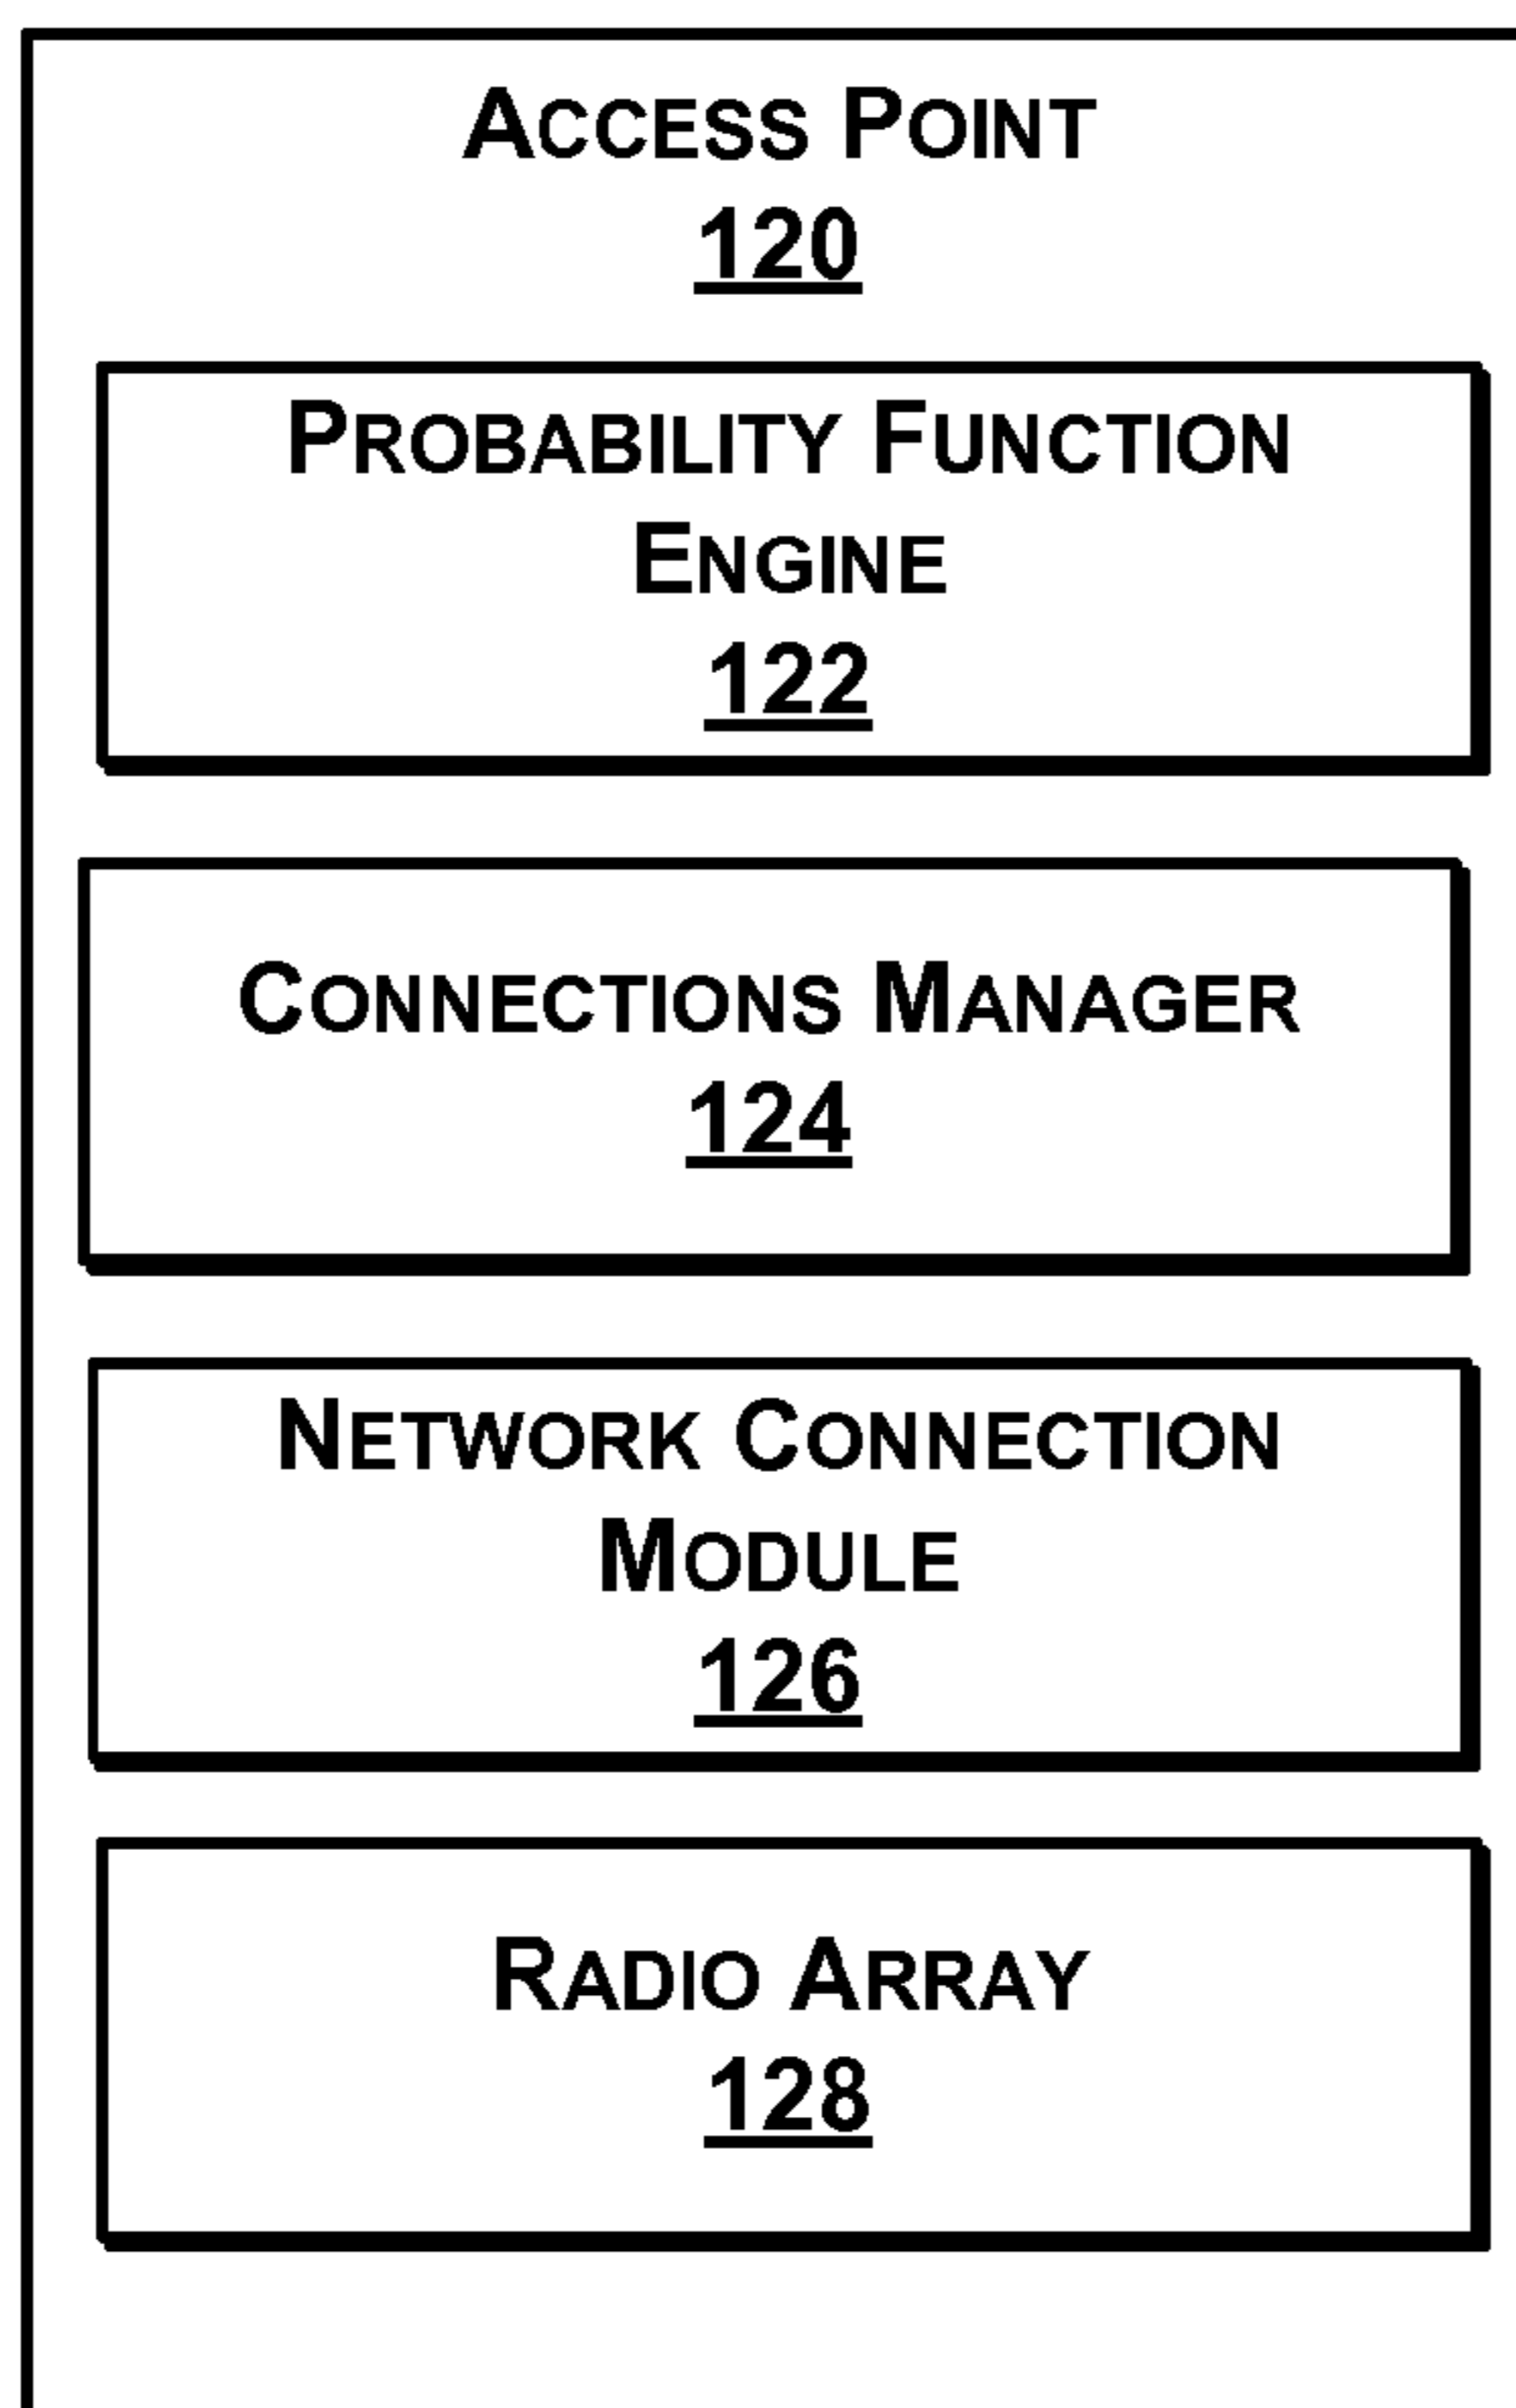 ACCESS POINT
120
PROBABILITY FUNCTION
ENGINE
122
CONNECTIONS MANAGER
124
NETWORK CONNECTION
MODULE
126
RADIO ARRAY
128